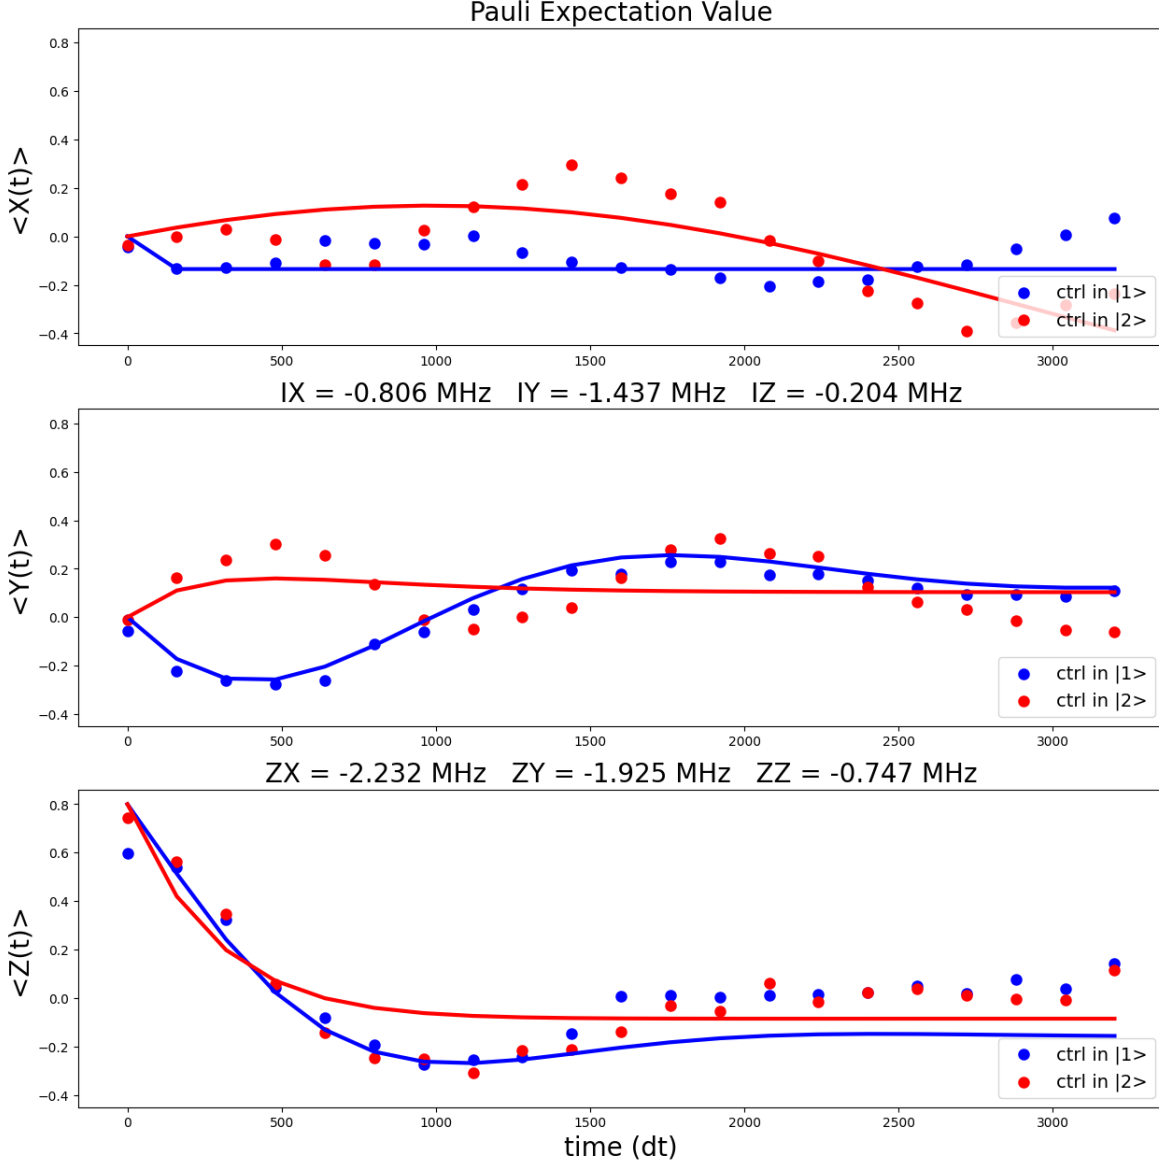 Pauli Expectation Value
<X(t)>
0.8
0.6
0.4
0.2
0.0
−0.2
−0.4
ctrl in |1>
ctrl in |2>
0 500 1000 1500 2000 2500 3000
IX = -0.806 MHz IY = -1.437 MHz IZ = -0.204 MHz
<Y(t)>
0.8
0.6
0.4
0.2
0.0
−0.2
−0.4
ctrl in |1>
ctrl in |2>
0 500 1000 1500 2000 2500 3000
ZX = -2.232 MHz ZY = -1.925 MHz ZZ = -0.747 MHz
<Z(t)>
0.8
0.6
0.4
0.2
0.0
−0.2
−0.4
ctrl in |1>
ctrl in |2>
0 500 1000 1500 2000 2500 3000
time (dt)